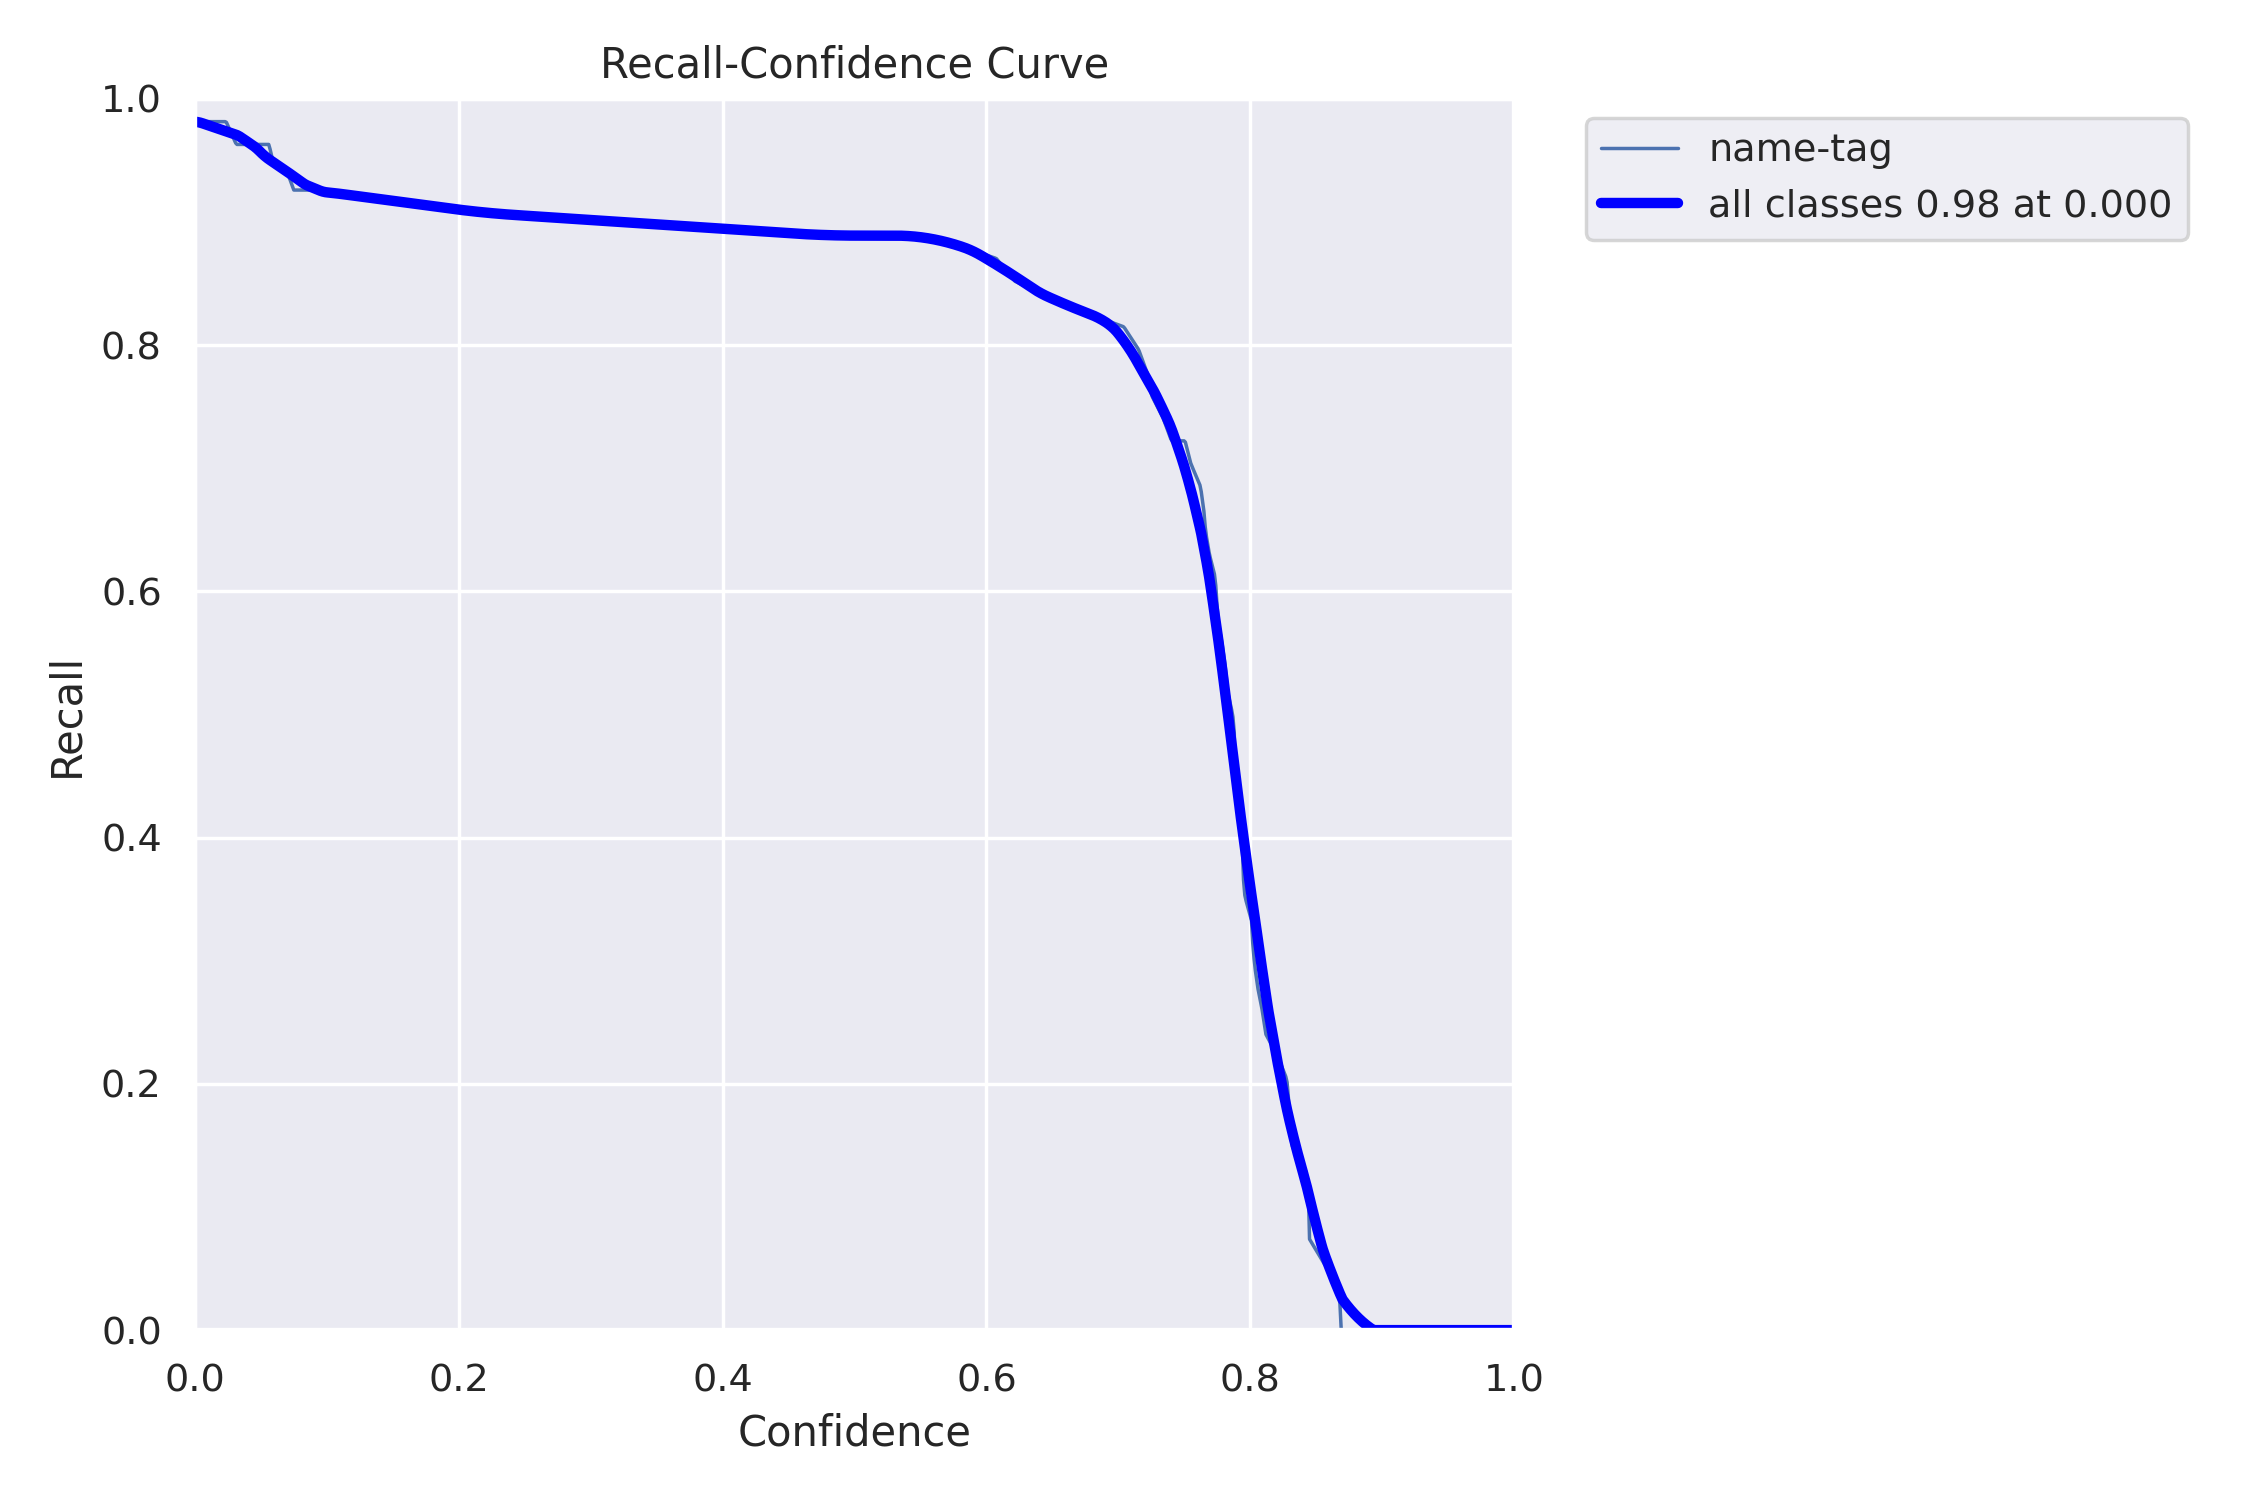 Recall-Confidence Curve
1.0
0.8
0.6
0.4
0.2
0.0
Recall
0.0 0.2 0.4 0.6 0.8 1.0
Confidence
name-tag
all classes 0.98 at 0.000